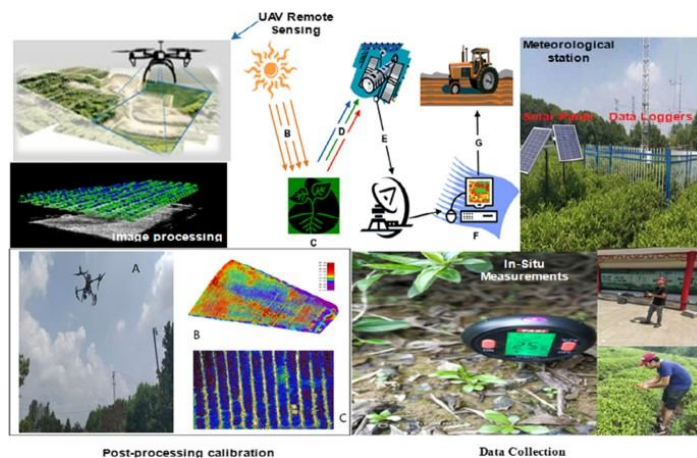 UAV Remote
Sensing
Meteorological
station
Solar Panel
Data Loggers
B
D
E
G
C
F
Image processing
A
B
C
In-Situ
Measurements
Post-processing calibration
Data Collection